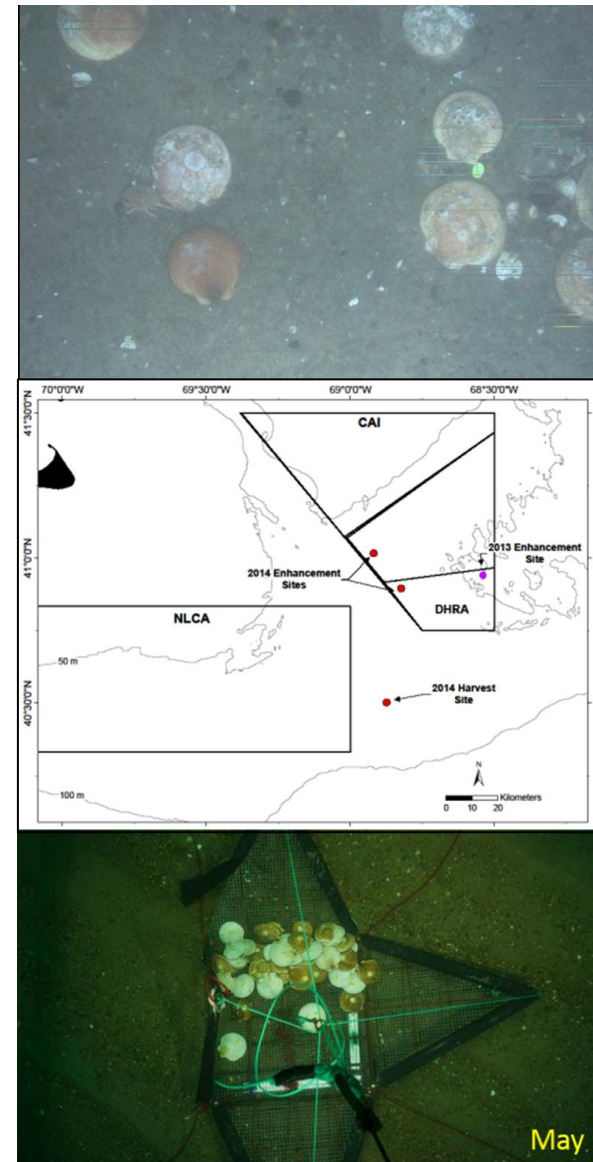 70°0'0"W 69°30'0"W 69°0'0"W 68°30'0"W
41°30'0"N
CAI
41°0'0"N
2013 Enhancement
Site
2014 Enhancement
Sites
DHRA
NLCA
50 m
40°30'0"N
2014 Harvest
Site
N
Kilometers
0 10 20
100 m
May